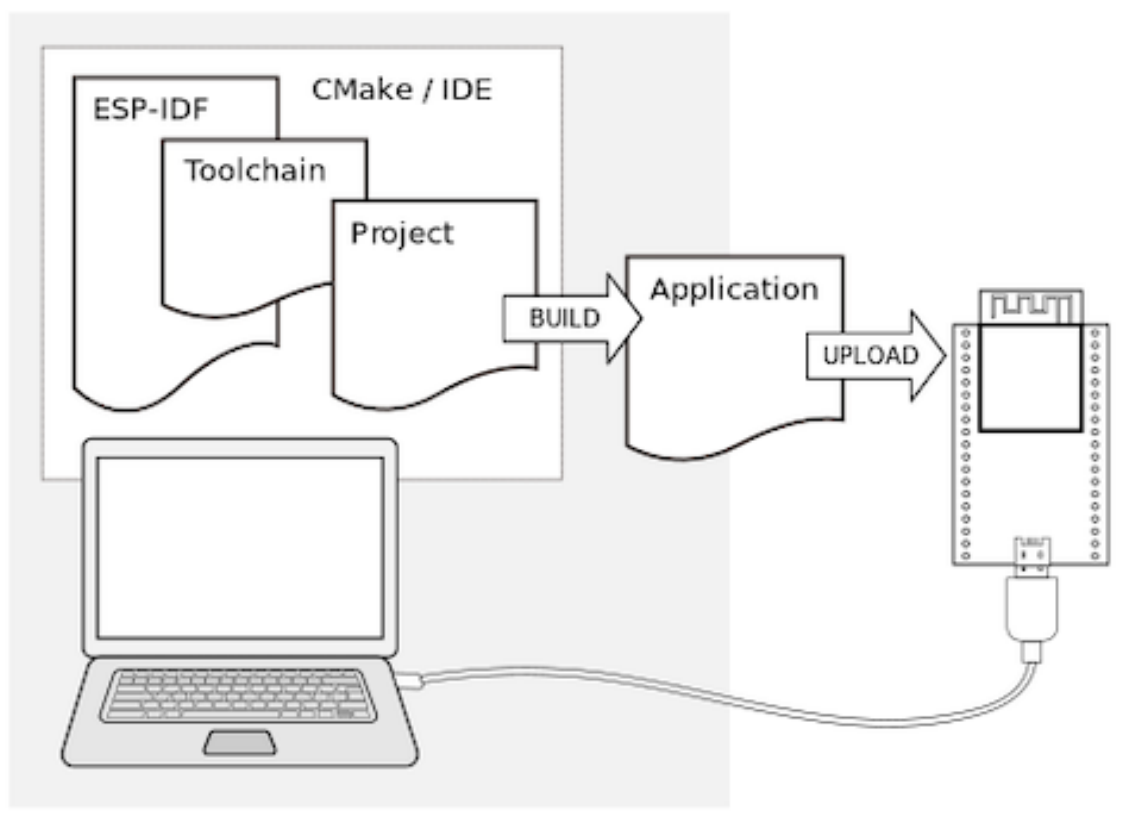 ESP-IDF
CMake / IDE
Toolchain
Project
BUILD
Application
UPLOAD